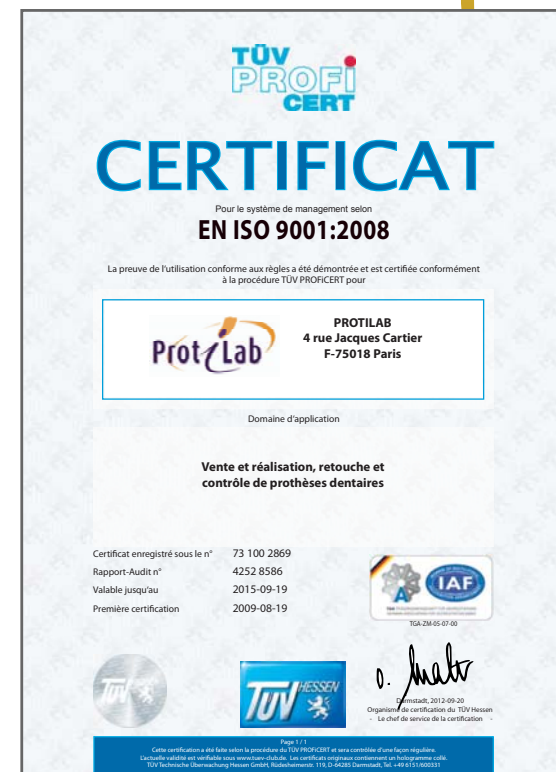 TÜV
PROFI
CERT
CERTIFICAT
Pour le système de management selon
EN ISO 9001:2008
La preuve de l'utilisation conforme aux règles a été démontrée et est certifiée conformément
à la procédure TÜV PROFiCERT pour
ProtiLab
PROTILAB
4 rue Jacques Cartier
F-75018 Paris
Domaine d'application
Vente et réalisation, retouche et
contrôle de prothèses dentaires
Certificat enregistré sous le n° 73 100 2869
Rapport-Audit n° 4252 8586
Valable jusqu'au 2015-09-19
Première certification 2009-08-19
IAF
TGA-ZM-05-07-00
TÜV
TÜV HESSEN
Darmstadt, 2012-09-20
Organisme de certification du TÜV Hessen
- Le chef de service de la certification -
Page 1 / 1
Cette certification a été faite selon la procédure du TÜV PROFiCERT et sera contrôlée d'une façon régulière.
L'actuelle validité est vérifiable sous www.tuev-club.de. Les certificats originaux contiennent un hologramme collé.
TÜV Technische Überwachung Hessen GmbH, Rüdesheimerstr. 119, D-64285 Darmstadt, Tel. +49 6151/600331